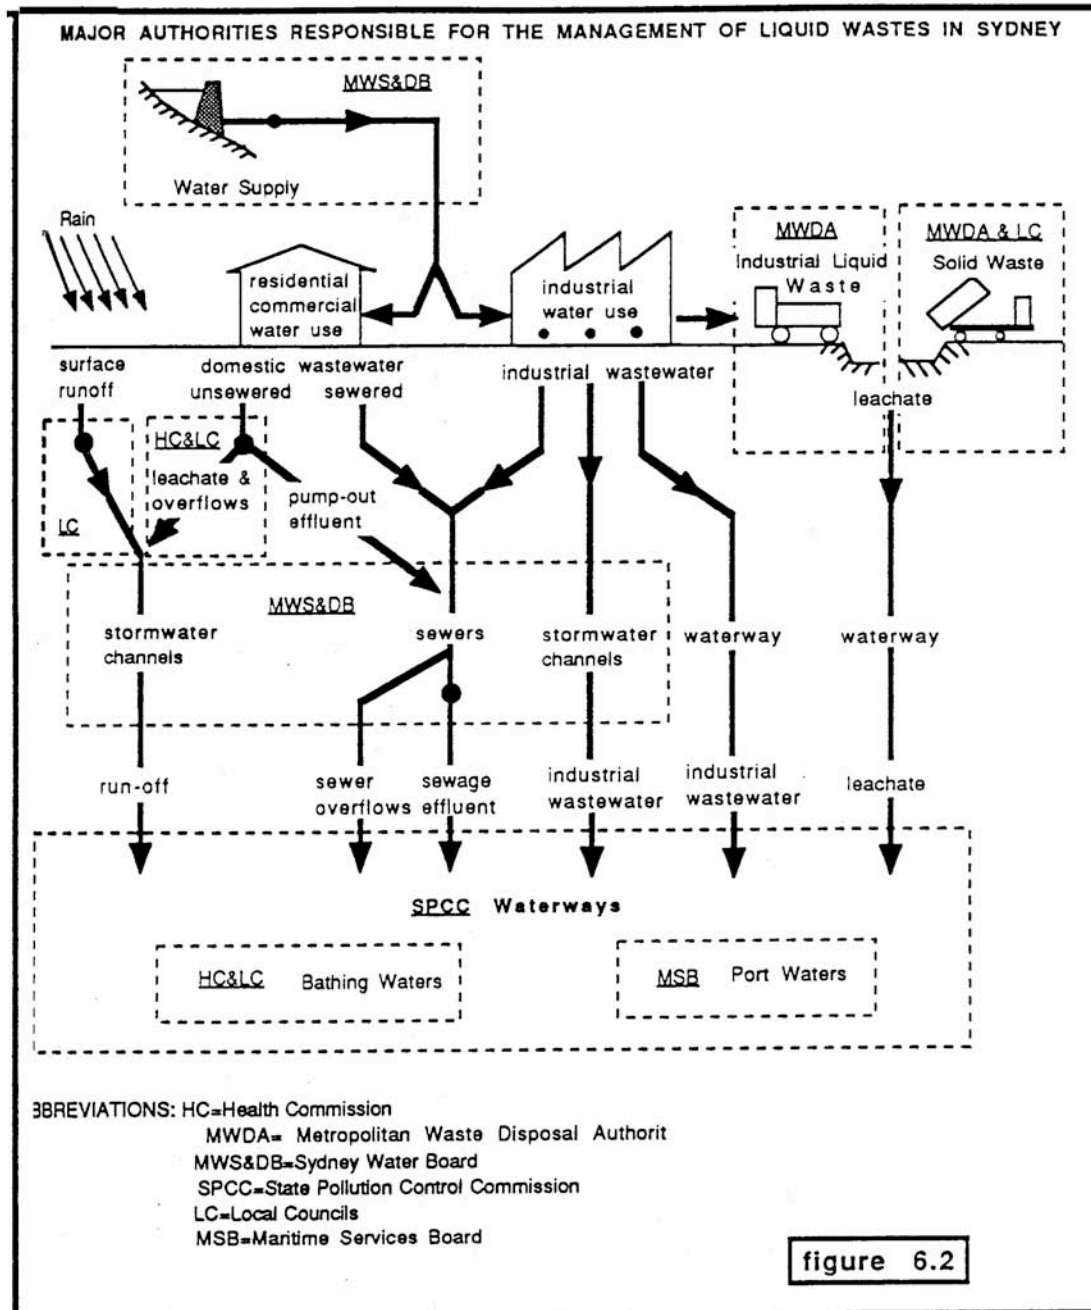 MAJOR AUTHORITIES RESPONSIBLE FOR THE MANAGEMENT OF LIQUID WASTES IN SYDNEY
MWS&DB
Water Supply
Rain
residential
commercial
water use
industrial
water use
MWDA
Industrial Liquid
Waste
MWDA & LC
Solid Waste
surface
runoff
domestic wastewater
unsewered sewered
industrial wastewater
leachate
HC&LC
leachate &
overflows
LC
pump-out
effluent
MWS&DB
stormwater
channels
sewers
stormwater
channels
waterway
waterway
run-off
sewer
overflows
sewage
effluent
industrial
wastewater
industrial
wastewater
leachate
SPCC Waterways
HC&LC Bathing Waters
MSB Port Waters
BBREVIATIONS: HC=Health Commission
MWDA= Metropolitan Waste Disposal Authorit
MWS&DB=Sydney Water Board
SPCC=State Pollution Control Commission
LC=Local Councils
MSB=Maritime Services Board
figure 6.2